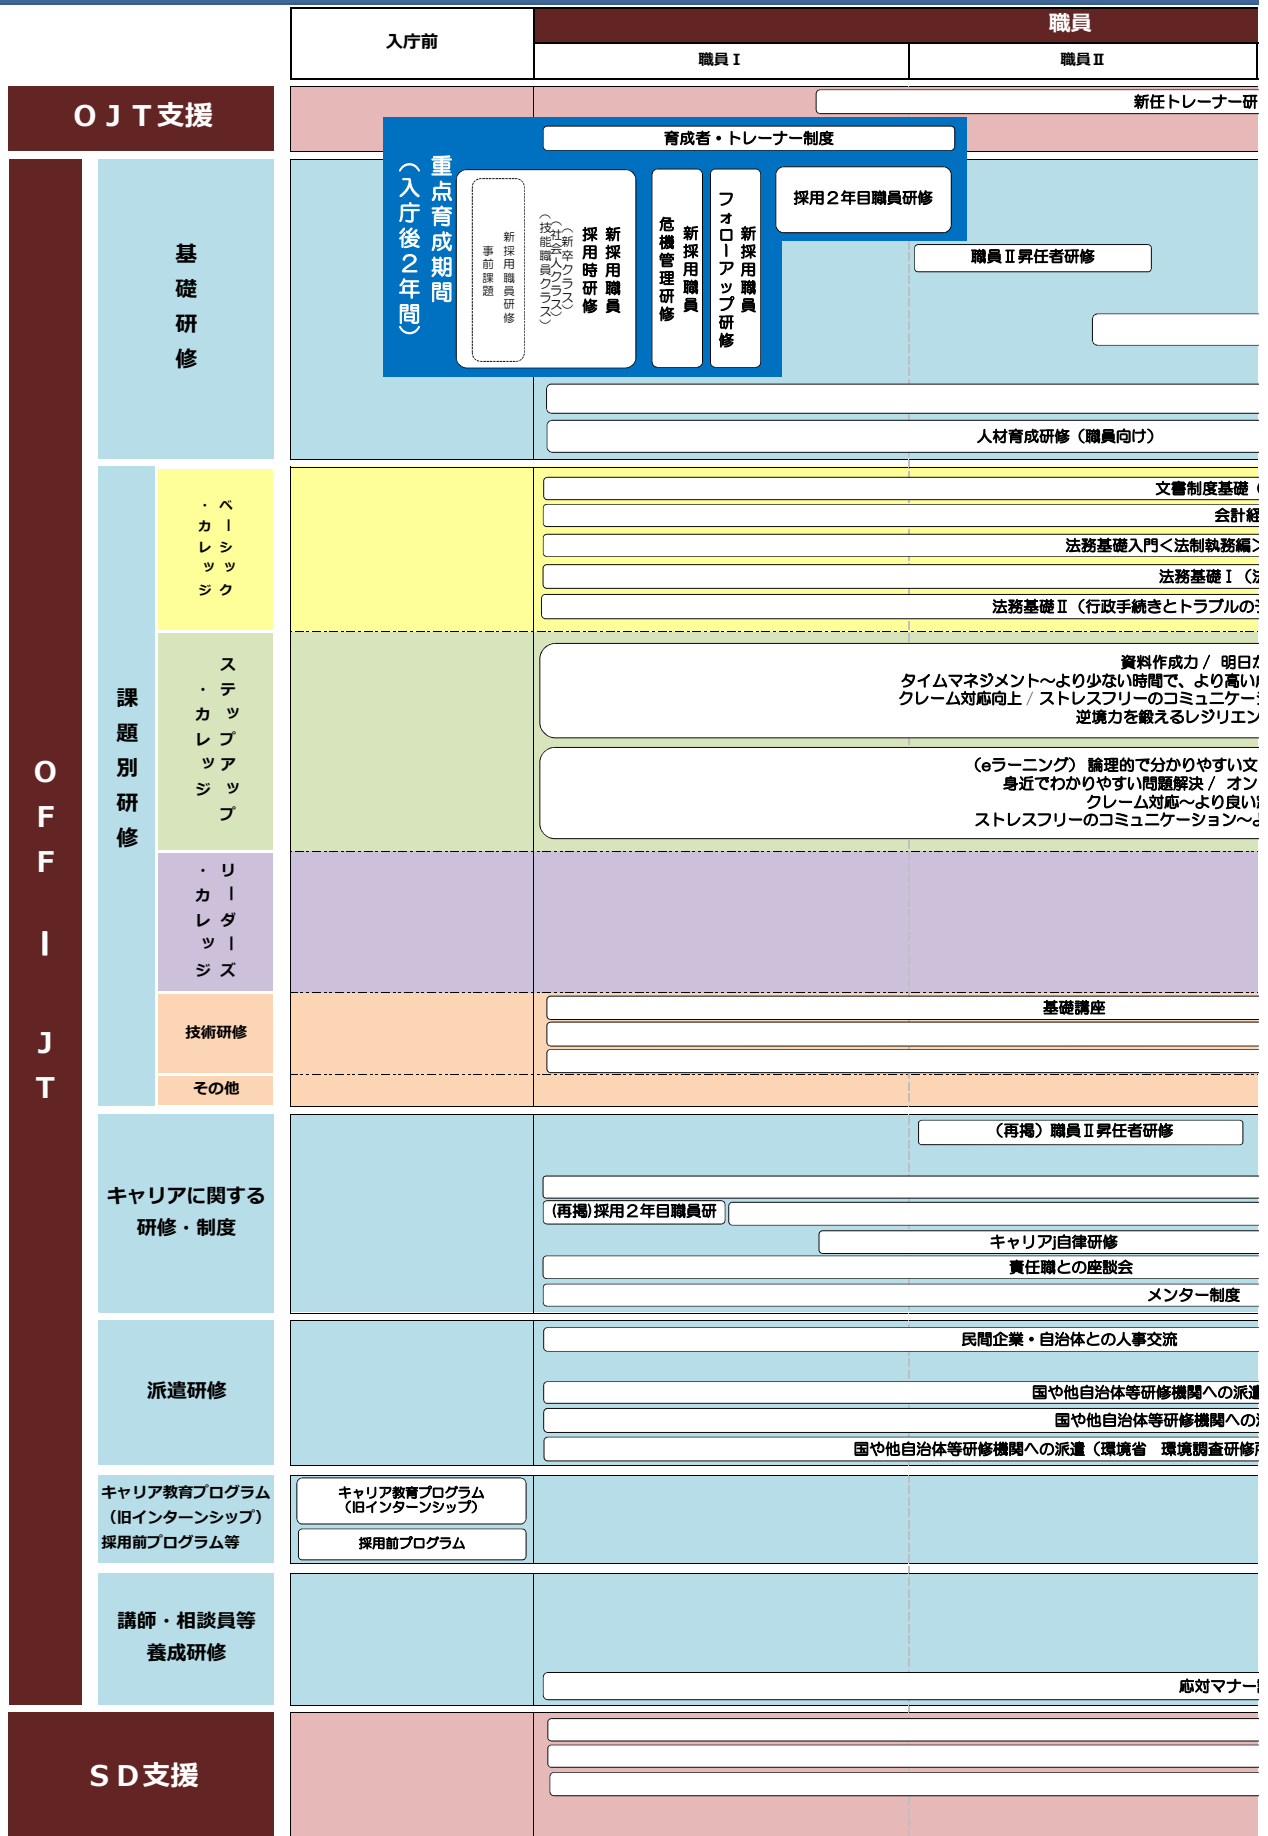 入庁前
職員
職員Ⅰ
職員Ⅱ
ＯＪＴ支援
新任トレーナー研
育成者・トレーナー制度
重点育成期間
（入庁後２年間）
新採用職員研修
事前課題
新採用職員
採用時研修
（新卒クラス）
（社会人クラス）
（技能職員クラス）
新採用職員
危機管理研修
新採用職員
フォローアップ研修
採用２年目職員研修
職員Ⅱ昇任者研修
基礎研修
人材育成研修（職員向け）
ＯＦＦ　ＪＴ
課題別研修
ベーシック
・カレッジ
文書制度基礎（
会計経
法務基礎入門＜法制執務編＞
法務基礎Ⅰ（法
法務基礎Ⅱ（行政手続きとトラブルの
ステップアップ
・カレッジ
資料作成力 / 明日か
タイムマネジメント～より少ない時間で、より高い
クレーム対応向上 / ストレスフリーのコミュニケー
逆境力を鍛えるレジリエン
（eラーニング） 論理的で分かりやすい文
身近でわかりやすい問題解決 / オン
クレーム対応～より良い
ストレスフリーのコミュニケーション～
リーダーズ
・カレッジ
技術研修
基礎講座
その他
キャリアに関する
研修・制度
（再掲）職員Ⅱ昇任者研修
(再掲)採用２年目職員研
キャリアj自律研修
責任職との座談会
メンター制度
派遣研修
民間企業・自治体との人事交流
国や他自治体等研修機関への派遣
国や他自治体等研修機関への
国や他自治体等研修機関への派遣（環境省　環境調査研修所
キャリア教育プログラム
（旧インターンシップ）
採用前プログラム等
キャリア教育プログラム
（旧インターンシップ）
採用前プログラム
講師・相談員等
養成研修
応対マナー
ＳＤ支援